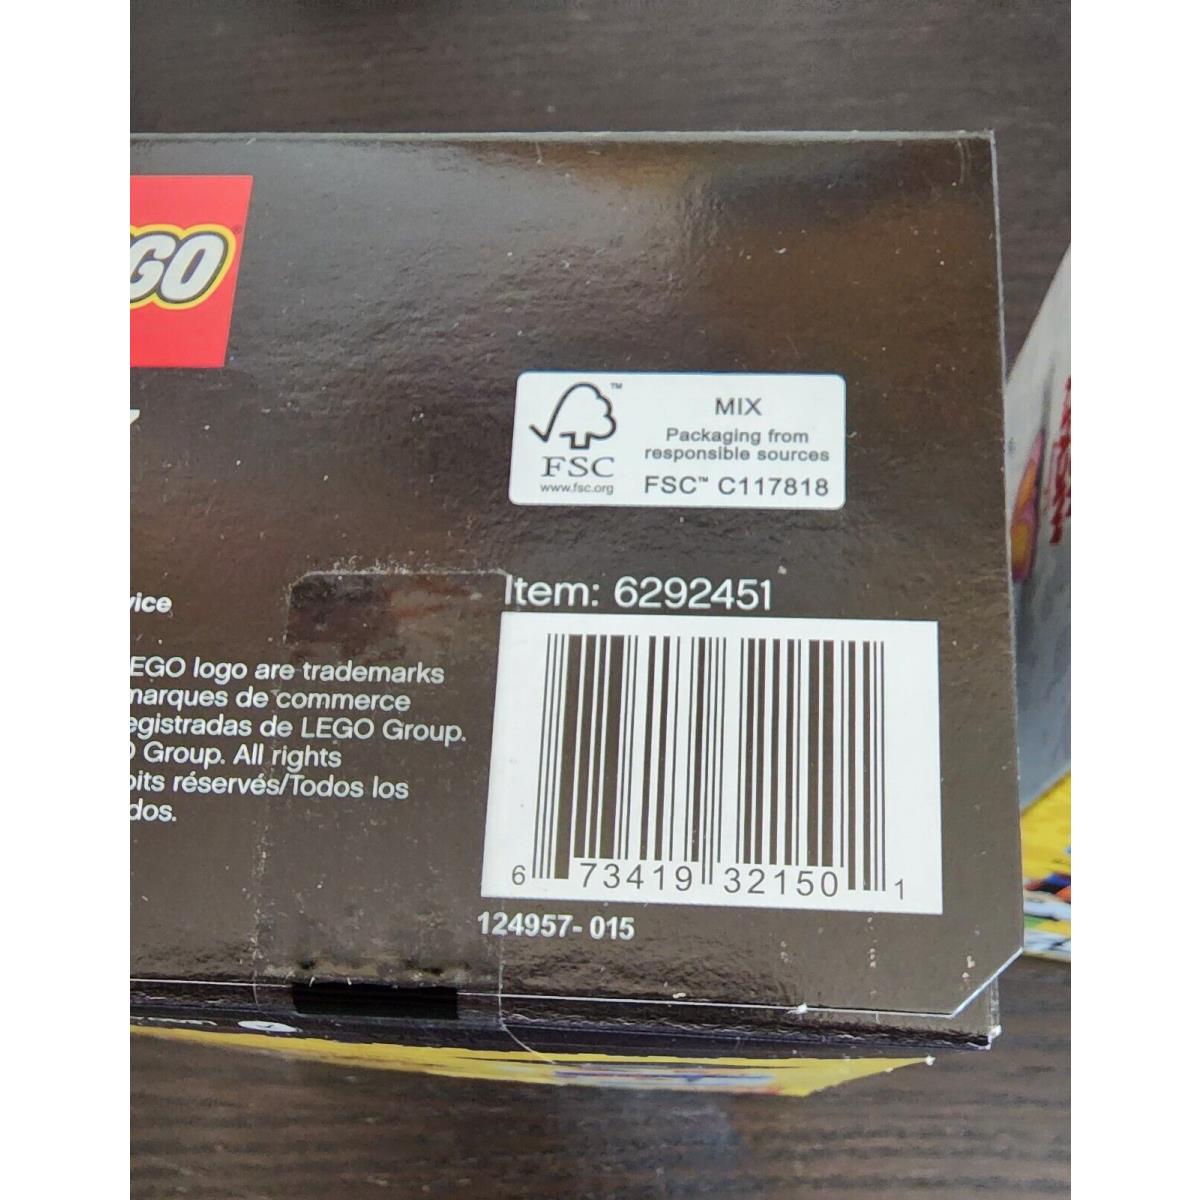 GO
™
MIX
Packaging from
responsible sources
FSC
www.fsc.org
FSC™ C117818
Item: 6292451
vice
EGO logo are trademarks
marques de commerce
egistradas de LEGO Group.
O Group. All rights
oits réservés/Todos los
dos.
6 73419 32150 1
124957- 015